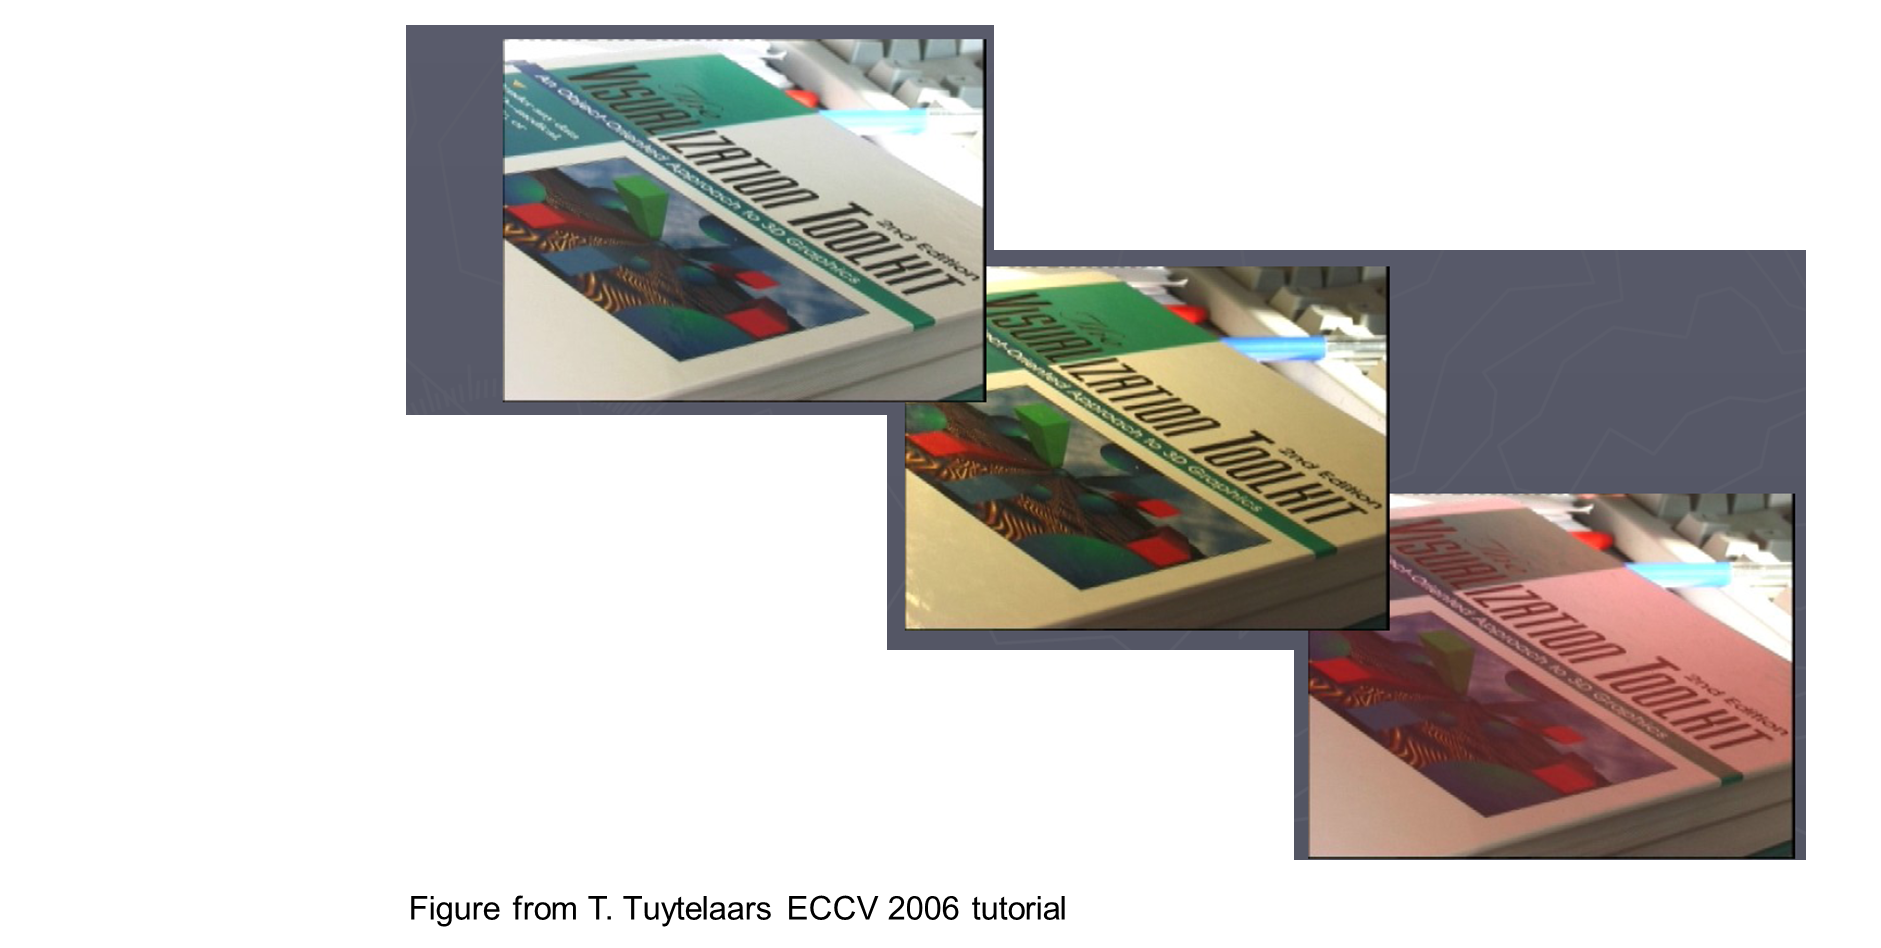 The
VISUALIZATION TOOLKIT
2nd Edition
An Object-Oriented Approach to 3D Graphics
The
VISUALIZATION TOOLKIT
2nd Edition
ect-Oriented Approach to 3D Graphics
The
VISUALIZATION TOOLKIT
2nd Edition
ect-Oriented Approach to 3D Graphics
Figure from T. Tuytelaars ECCV 2006 tutorial